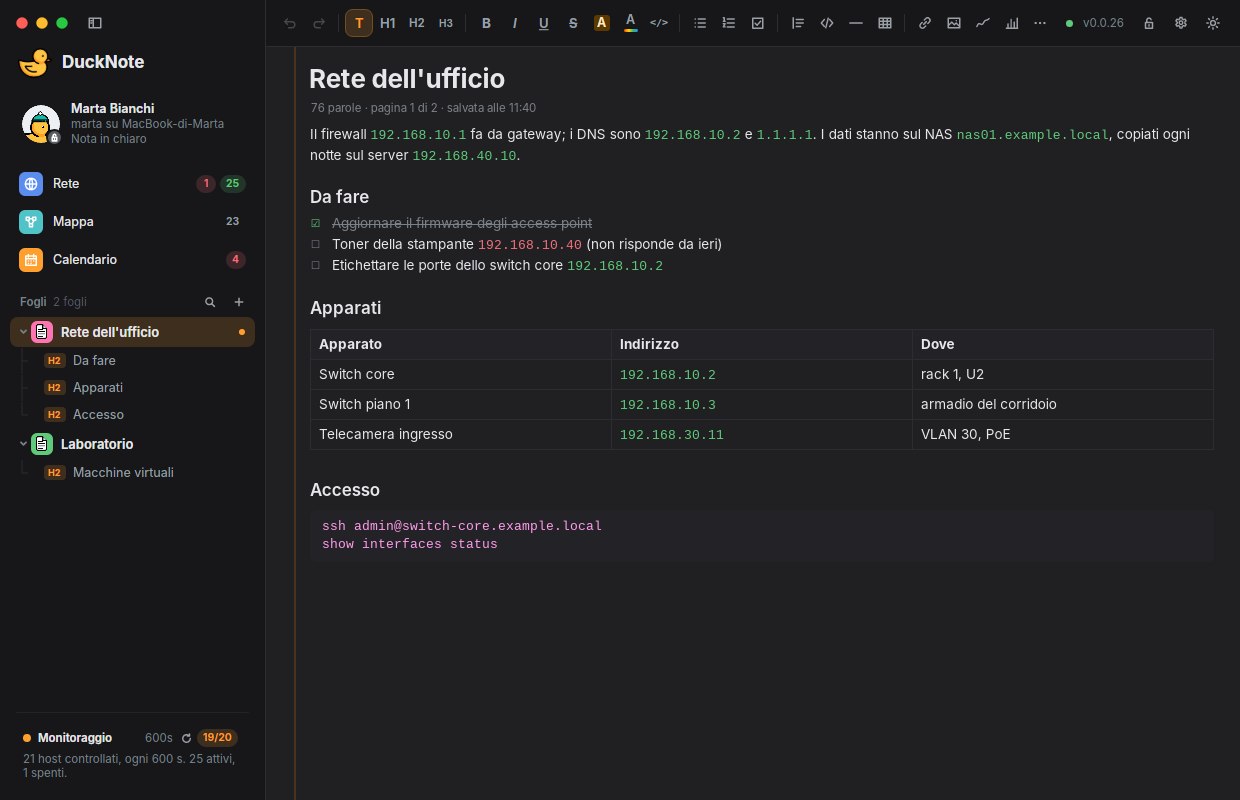 T H1 H2 H3 B I U S A A </> v0.0.26
DuckNote
Marta Bianchi
marta su MacBook-di-Marta
Nota in chiaro
Rete 1 25
Mappa 23
Calendario 4
Fogli 2 fogli
Rete dell'ufficio
H2 Da fare
H2 Apparati
H2 Accesso
Laboratorio
H2 Macchine virtuali
Monitoraggio 600s 19/20
21 host controllati, ogni 600 s. 25 attivi,
1 spenti.
Rete dell'ufficio
76 parole · pagina 1 di 2 · salvata alle 11:40
Il firewall 192.168.10.1 fa da gateway; i DNS sono 192.168.10.2 e 1.1.1.1. I dati stanno sul NAS nas01.example.local, copiati ogni
notte sul server 192.168.40.10.
Da fare
Aggiornare il firmware degli access point
Toner della stampante 192.168.10.40 (non risponde da ieri)
Etichettare le porte dello switch core 192.168.10.2
Apparati
Apparato Indirizzo Dove
Switch core 192.168.10.2 rack 1, U2
Switch piano 1 192.168.10.3 armadio del corridoio
Telecamera ingresso 192.168.30.11 VLAN 30, PoE
Accesso
ssh admin@switch-core.example.local
show interfaces status